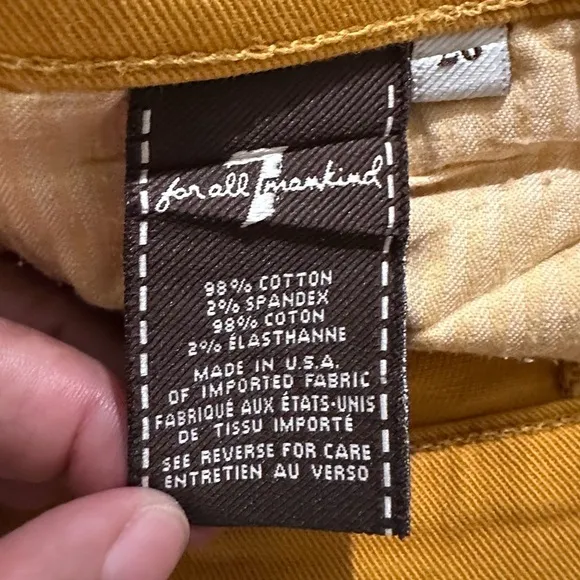 for all 7 mankind
98% COTTON
2% SPANDEX
98% COTON
2% ÉLASTHANNE
MADE IN U.S.A.
OF IMPORTED FABRIC
FABRIQUÉ AUX ÉTATS-UNIS
DE TISSU IMPORTÉ
SEE REVERSE FOR CARE
ENTRETIEN AU VERSO